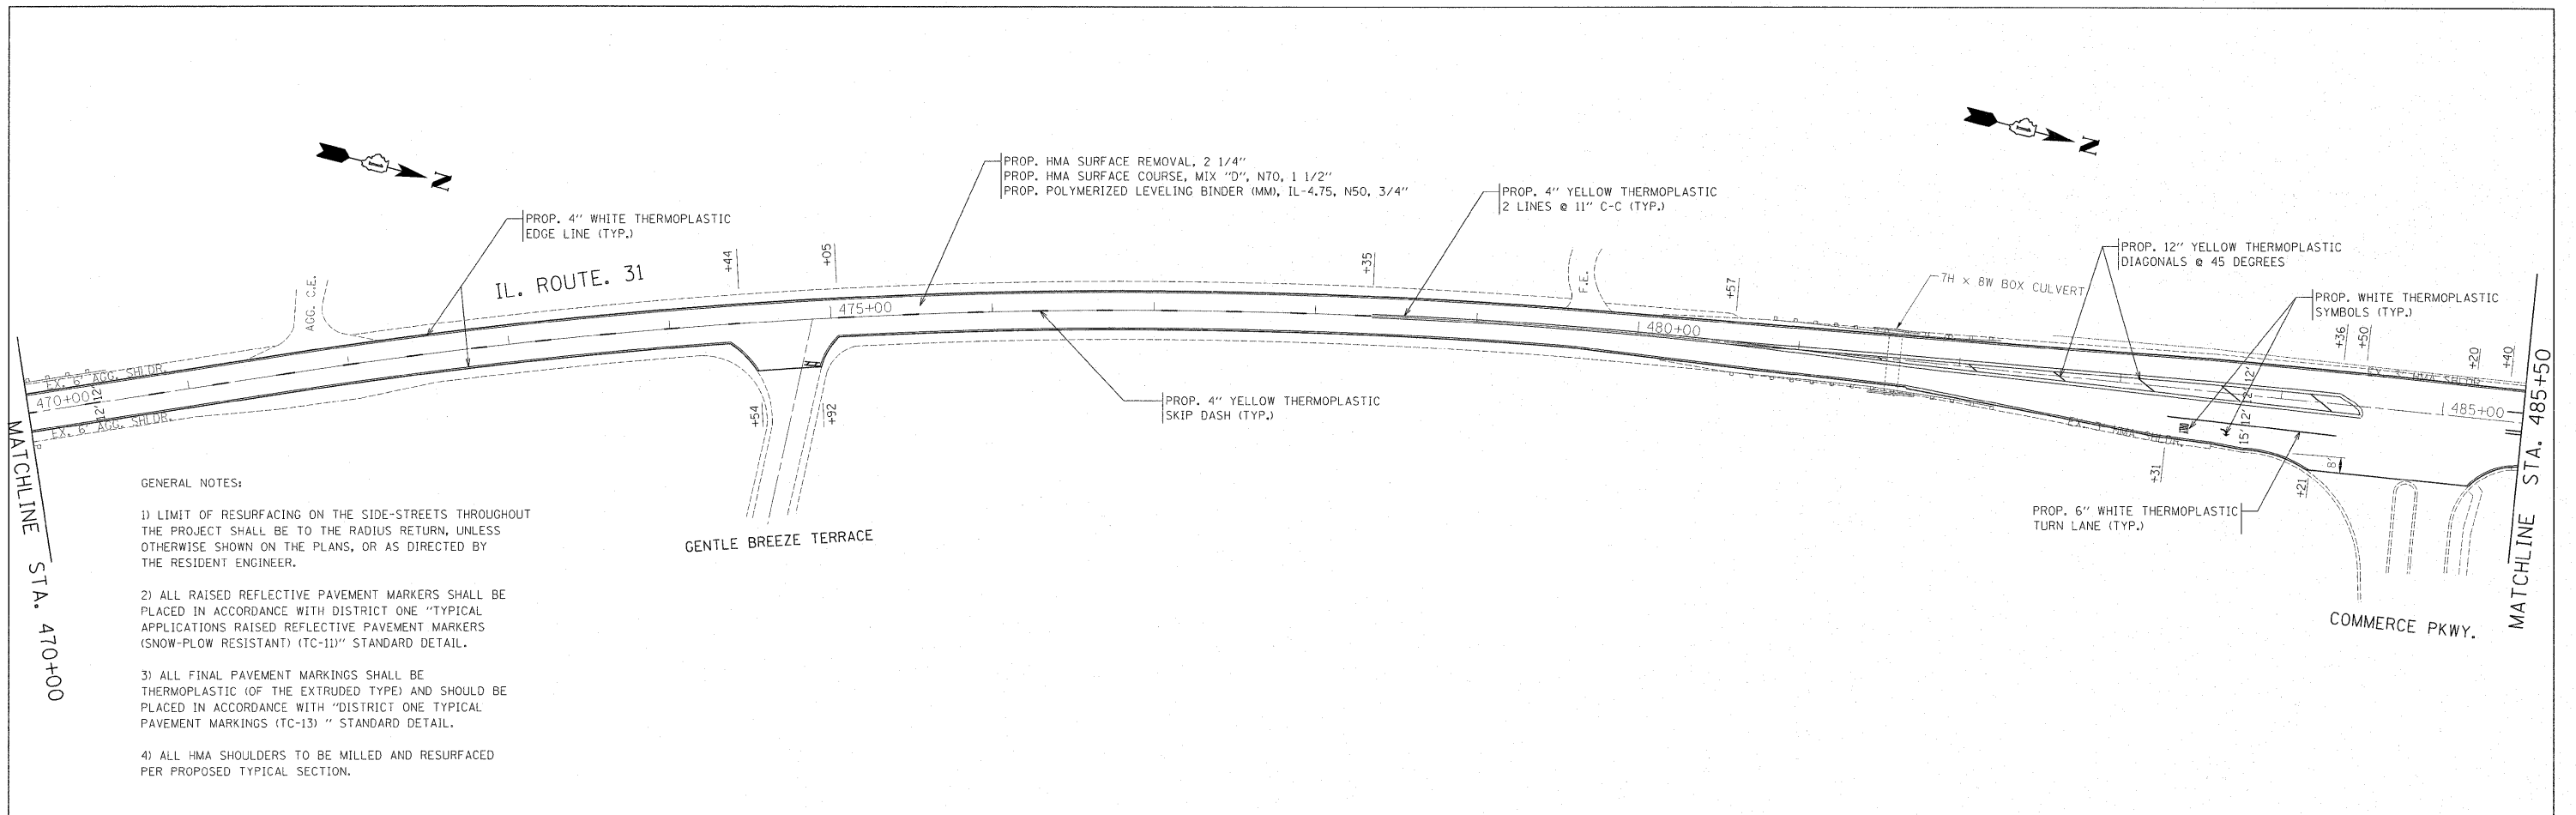 N
N
PROP. HMA SURFACE REMOVAL, 2 1/4"
PROP. HMA SURFACE COURSE, MIX "D", N70, 1 1/2"
PROP. POLYMERIZED LEVELING BINDER (MM), IL-4.75, N50, 3/4"
PROP. 4" YELLOW THERMOPLASTIC
2 LINES @ 11" C-C (TYP.)
PROP. 4" WHITE THERMOPLASTIC
EDGE LINE (TYP.)
PROP. 12" YELLOW THERMOPLASTIC
DIAGONALS @ 45 DEGREES
PROP. WHITE THERMOPLASTIC
SYMBOLS (TYP.)
IL. ROUTE. 31
AGG. C.E.
+44
+05
+35
F.E.
+57
7H x 8W BOX CULVERT
+36
+50
+20
+40
EX. 6' AGG. SHLDR.
470+00
12'
12'
EX. 6' AGG. SHLDR.
475+00
480+00
485+00
12'
12'
12'
15'
8'
+54
+92
+31
+21
PROP. 4" YELLOW THERMOPLASTIC
SKIP DASH (TYP.)
PROP. 6" WHITE THERMOPLASTIC
TURN LANE (TYP.)
GENTLE BREEZE TERRACE
COMMERCE PKWY.
MATCHLINE STA. 470+00
MATCHLINE STA. 485+50
GENERAL NOTES:
1) LIMIT OF RESURFACING ON THE SIDE-STREETS THROUGHOUT
THE PROJECT SHALL BE TO THE RADIUS RETURN, UNLESS
OTHERWISE SHOWN ON THE PLANS, OR AS DIRECTED BY
THE RESIDENT ENGINEER.
2) ALL RAISED REFLECTIVE PAVEMENT MARKERS SHALL BE
PLACED IN ACCORDANCE WITH DISTRICT ONE "TYPICAL
APPLICATIONS RAISED REFLECTIVE PAVEMENT MARKERS
(SNOW-PLOW RESISTANT) (TC-11)" STANDARD DETAIL.
3) ALL FINAL PAVEMENT MARKINGS SHALL BE
THERMOPLASTIC (OF THE EXTRUDED TYPE) AND SHOULD BE
PLACED IN ACCORDANCE WITH "DISTRICT ONE TYPICAL
PAVEMENT MARKINGS (TC-13) " STANDARD DETAIL.
4) ALL HMA SHOULDERS TO BE MILLED AND RESURFACED
PER PROPOSED TYPICAL SECTION.